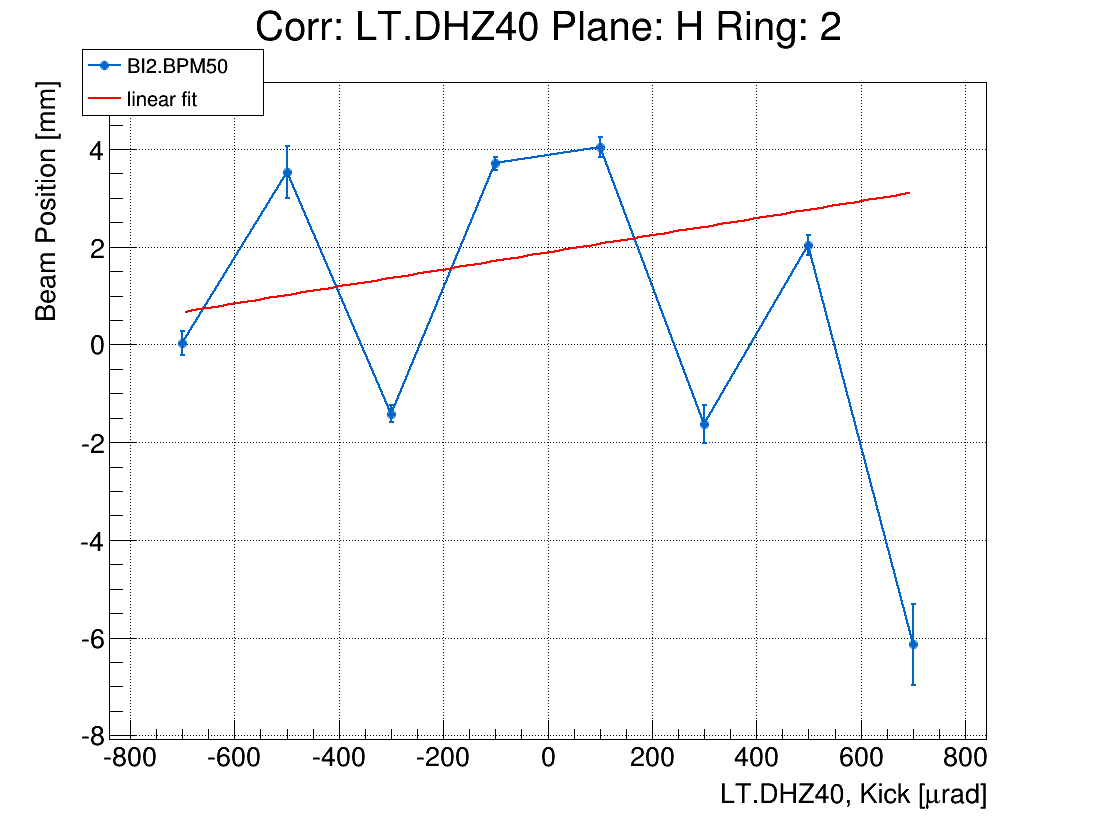 Corr: LT.DHZ40 Plane: H Ring: 2
BI2.BPM50
linear fit
Beam Position [mm]
4
2
0
-2
-4
-6
-8
-800 -600 -400 -200 0 200 400 600 800
LT.DHZ40, Kick [μrad]